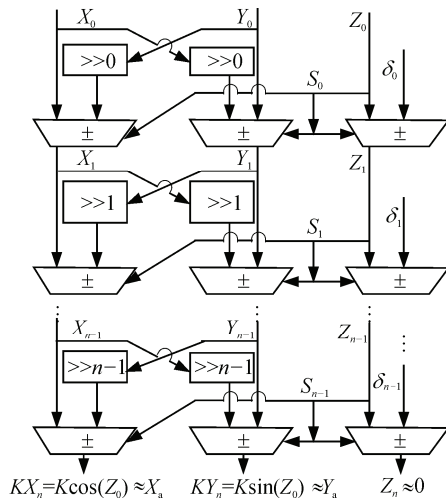 X₀ Y₀ Z₀
>>0 >>0 δ₀
S₀
± ± ±
X₁ Y₁ Z₁
>>1 >>1 δ₁
S₁
± ± ±
⋮ ⋮ ⋮
Xₙ₋₁ Yₙ₋₁ Zₙ₋₁ ⋮
>>n−1 >>n−1 δₙ₋₁
Sₙ₋₁
± ± ±
KXₙ=Kcos(Z₀)≈Xₐ KYₙ=Ksin(Z₀)≈Yₐ Zₙ≈0